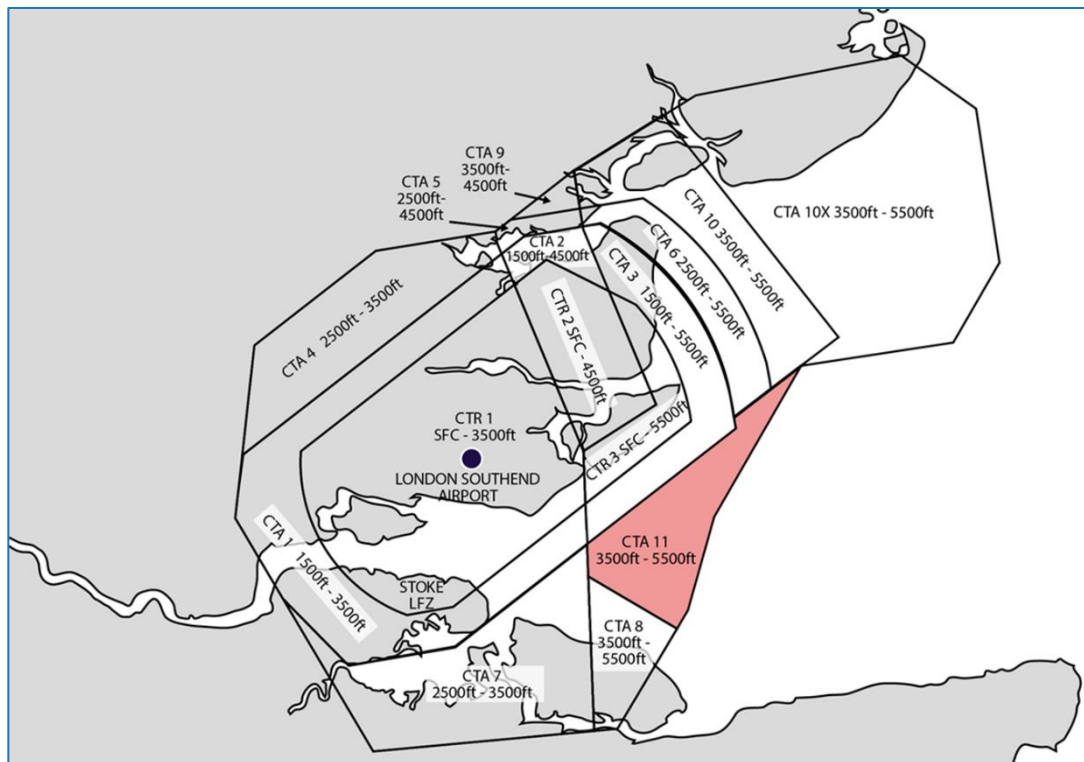 CTA 9
3500ft-
4500ft
CTA 5
2500ft-
4500ft
CTA 10X 3500ft - 5500ft
CTA 2
1500ft-4500ft
CTA 10 3500ft - 5500ft
CTA 6 2500ft - 5500ft
CTA 3 1500ft - 5500ft
CTA 4 2500ft - 3500ft
CTR 2 SFC - 4500ft
CTR 1
SFC - 3500ft
CTR 3 SFC - 5500ft
LONDON SOUTHEND
AIRPORT
CTA 11
3500ft - 5500ft
CTA 1 1500ft - 3500ft
STOKE
LFZ
CTA 8
3500ft -
5500ft
CTA 7
2500ft - 3500ft